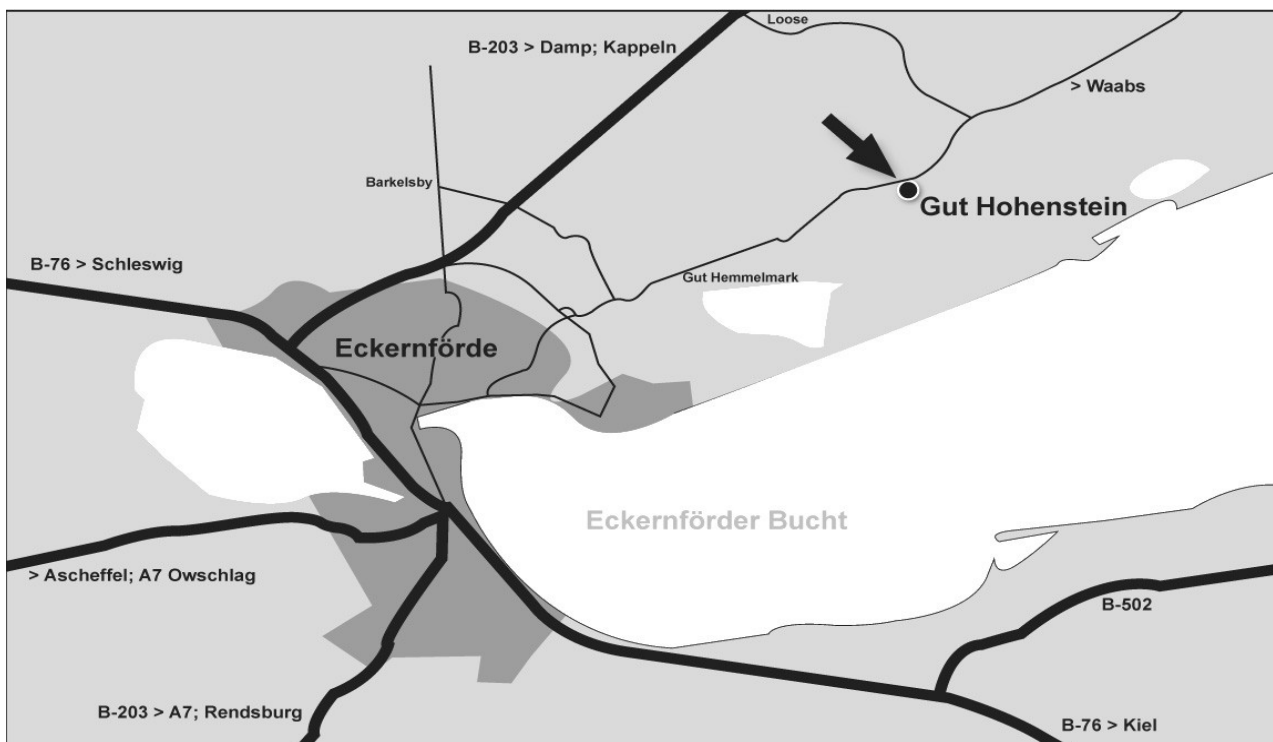 Loose
B-203 > Damp; Kappeln
> Waabs
Barkelsby
Gut Hohenstein
B-76 > Schleswig
Gut Hemmelmark
Eckernförde
Eckernförder Bucht
> Ascheffel; A7 Owschlag
B-502
B-203 > A7; Rendsburg
B-76 > Kiel